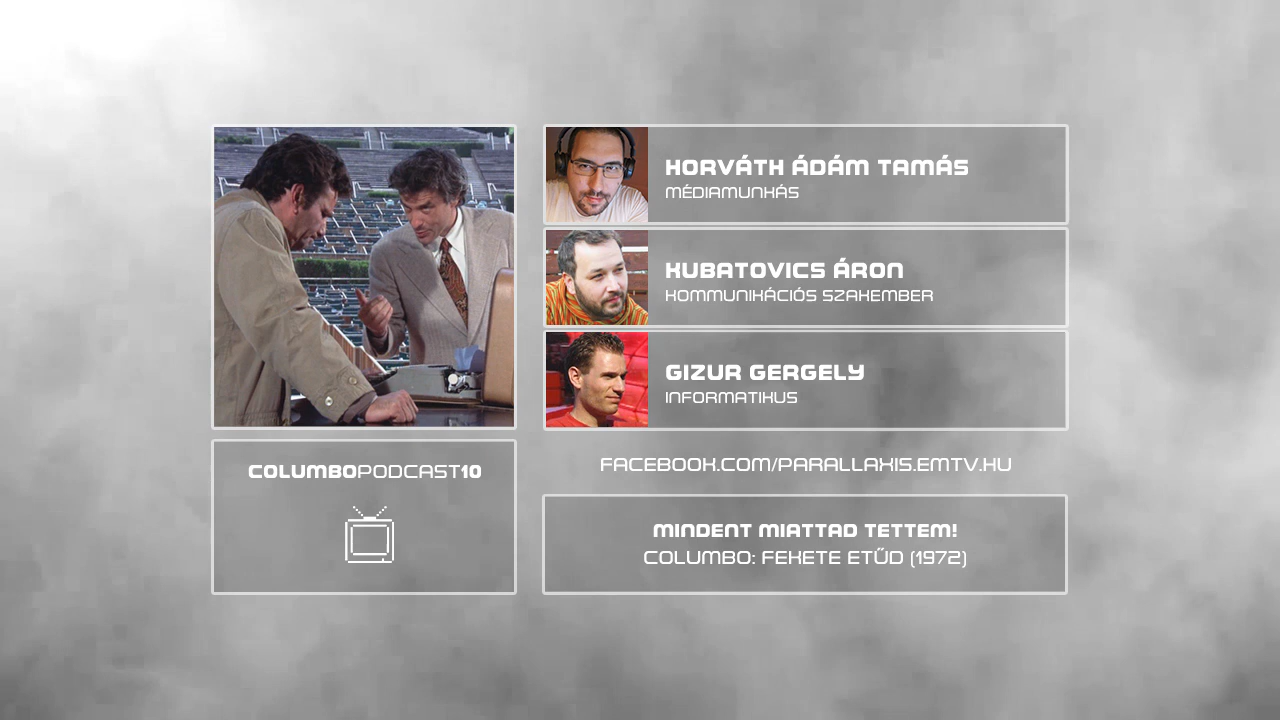 HORVÁTH ÁDÁM TAMÁS
MÉDIAMUNKÁS
KUBATOVICS ÁRON
KOMMUNIKÁCIÓS SZAKEMBER
GIZUR GERGELY
INFORMATIKUS
COLUMBOPODCAST10
FACEBOOK.COM/PARALLAXIS.EMTV.HU
MINDENT MIATTAD TETTEM!
COLUMBO: FEKETE ETŰD (1972)